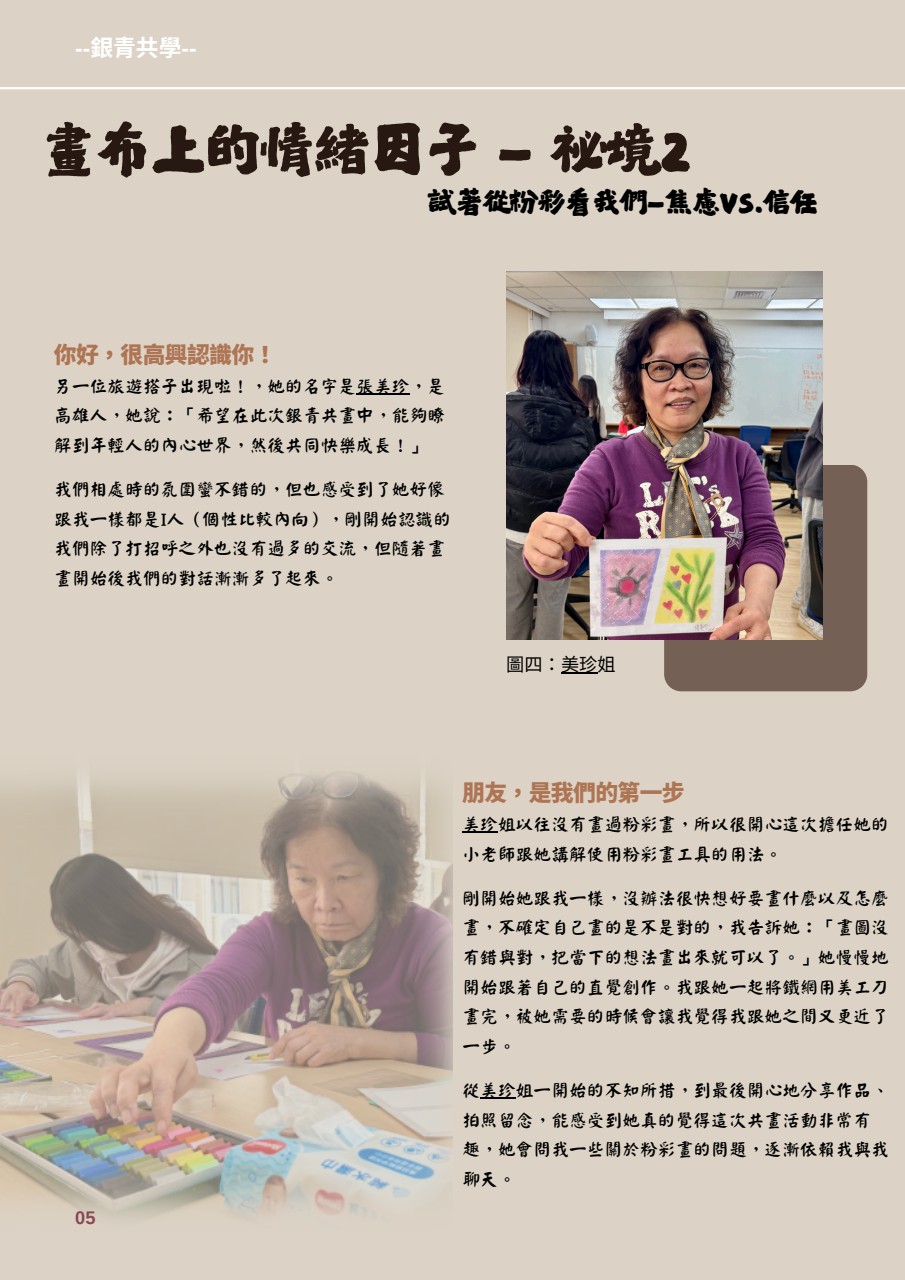 --銀青共學--
畫布上的情緒因子 - 祕境2
試著從粉彩看我們-焦慮VS.信任
你好，很高興認識你！
另一位旅遊搭子出現啦！，她的名字是張美珍，是
高雄人，她說：「希望在此次銀青共畫中，能夠瞭
解到年輕人的內心世界，然後共同快樂成長！」
我們相處時的氛圍蠻不錯的，但也感受到了她好像
跟我一樣都是I人（個性比較內向），剛開始認識的
我們除了打招呼之外也沒有過多的交流，但隨著畫
畫開始後我們的對話漸漸多了起來。
LET'S
圖四：美珍姐
朋友，是我們的第一步
美珍姐以往沒有畫過粉彩畫，所以很開心這次擔任她的
小老師跟她講解使用粉彩畫工具的用法。
剛開始她跟我一樣，沒辦法很快想好要畫什麼以及怎麼
畫，不確定自己畫的是不是對的，我告訴她：「畫圖沒
有錯與對，把當下的想法畫出來就可以了。」她慢慢地
開始跟著自己的直覺創作。我跟她一起將鐵網用美工刀
畫完，被她需要的時候會讓我覺得我跟她之間又更近了
一步。
從美珍姐一開始的不知所措，到最後開心地分享作品、
拍照留念，能感受到她真的覺得這次共畫活動非常有
趣，她會問我一些關於粉彩畫的問題，逐漸依賴我與我
聊天。
純水濕巾
05